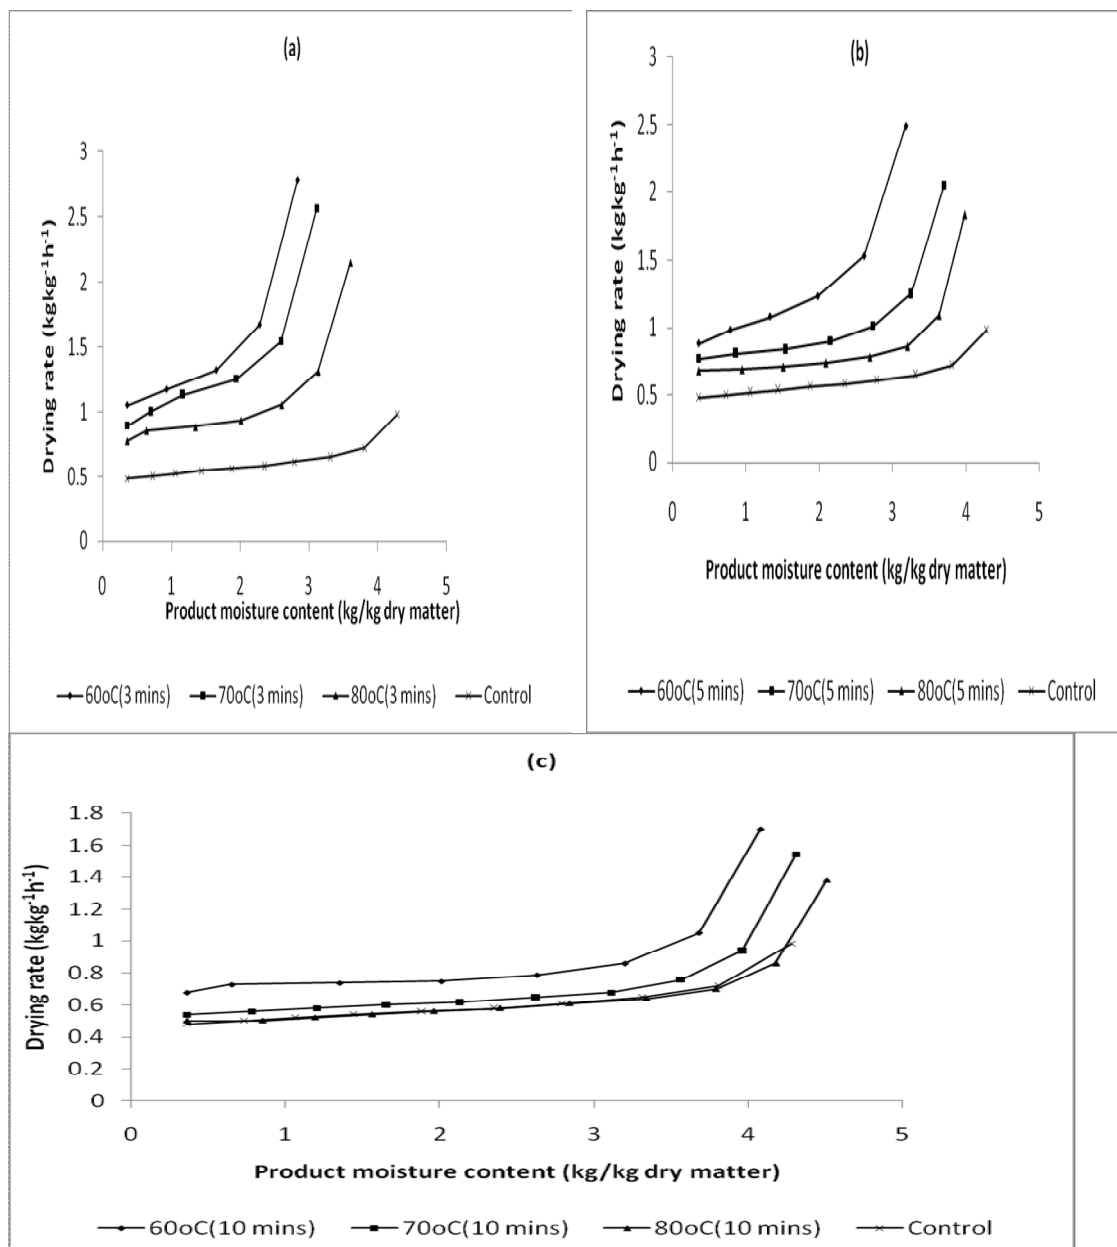 (a)
Drying rate (kgkg⁻¹h⁻¹)
3
2.5
2
1.5
1
0.5
0
0 1 2 3 4 5
Product moisture content (kg/kg dry matter)
60oC(3 mins) 70oC(3 mins) 80oC(3 mins) Control
(b)
Drying rate (kgkg⁻¹h⁻¹)
3
2.5
2
1.5
1
0.5
0
0 1 2 3 4 5
Product moisture content (kg/kg dry matter)
60oC(5 mins) 70oC(5 mins) 80oC(5 mins) Control
(c)
Drying rate (kgkg⁻¹h⁻¹)
1.8
1.6
1.4
1.2
1
0.8
0.6
0.4
0.2
0
0 1 2 3 4 5
Product moisture content (kg/kg dry matter)
60oC(10 mins) 70oC(10 mins) 80oC(10 mins) Control